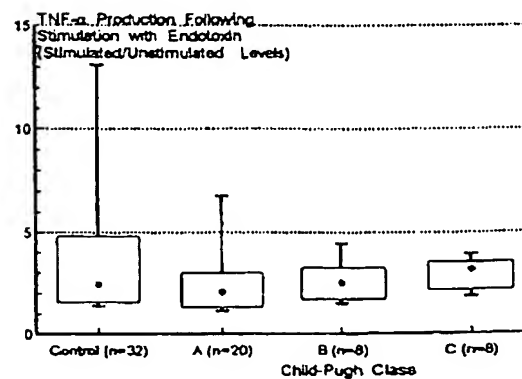 TNF-α Production Following
Stimulation with Endotoxin
(Stimulated/Unstimulated Levels)
15
10
5
0
Control (n=32)
A (n=20)
B (n=8)
C (n=8)
Child-Pugh Class